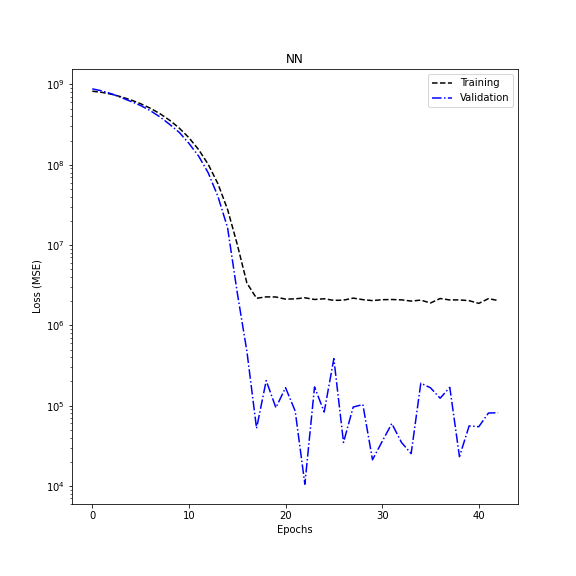 NN
Training
Validation
Loss (MSE)
10⁹
10⁸
10⁷
10⁶
10⁵
10⁴
0 10 20 30 40
Epochs